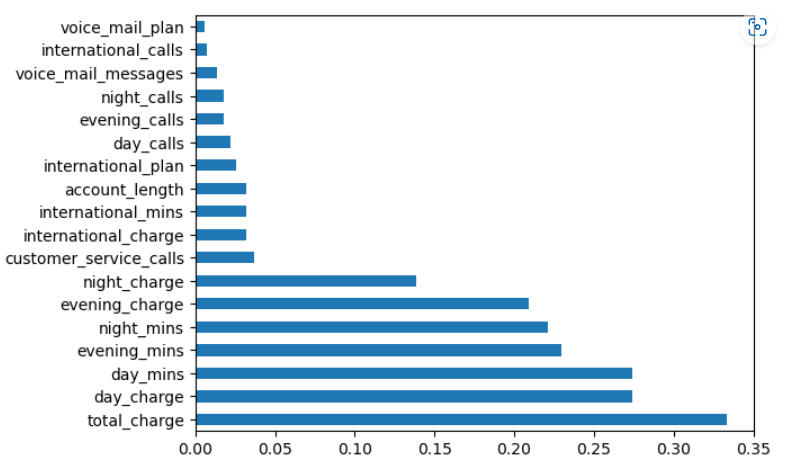 voice_mail_plan
international_calls
voice_mail_messages
night_calls
evening_calls
day_calls
international_plan
account_length
international_mins
international_charge
customer_service_calls
night_charge
evening_charge
night_mins
evening_mins
day_mins
day_charge
total_charge
0.00 0.05 0.10 0.15 0.20 0.25 0.30 0.35